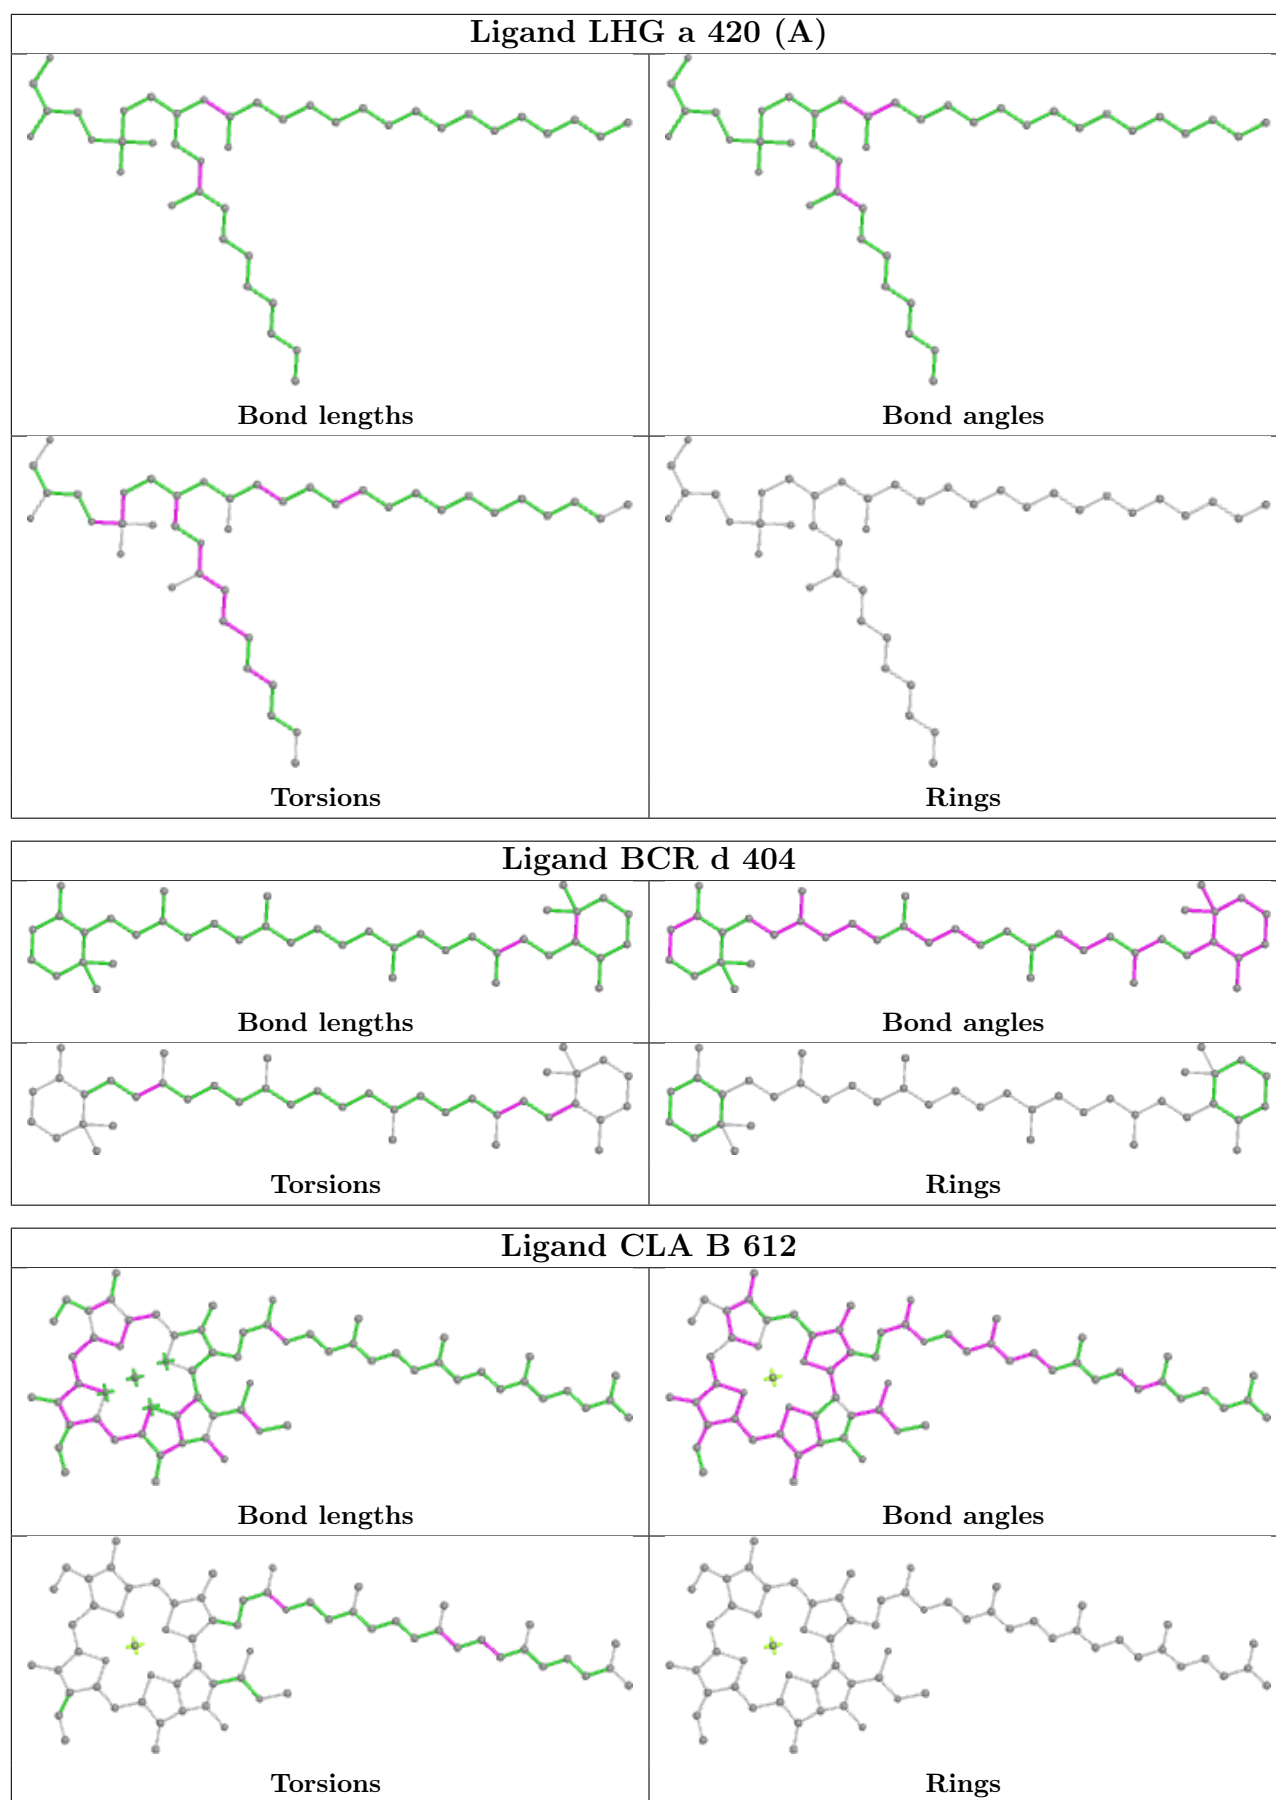 Ligand LHG a 420 (A)
Bond lengths
Bond angles
Torsions
Rings
Ligand BCR d 404
Bond lengths
Bond angles
Torsions
Rings
Ligand CLA B 612
Bond lengths
Bond angles
Torsions
Rings